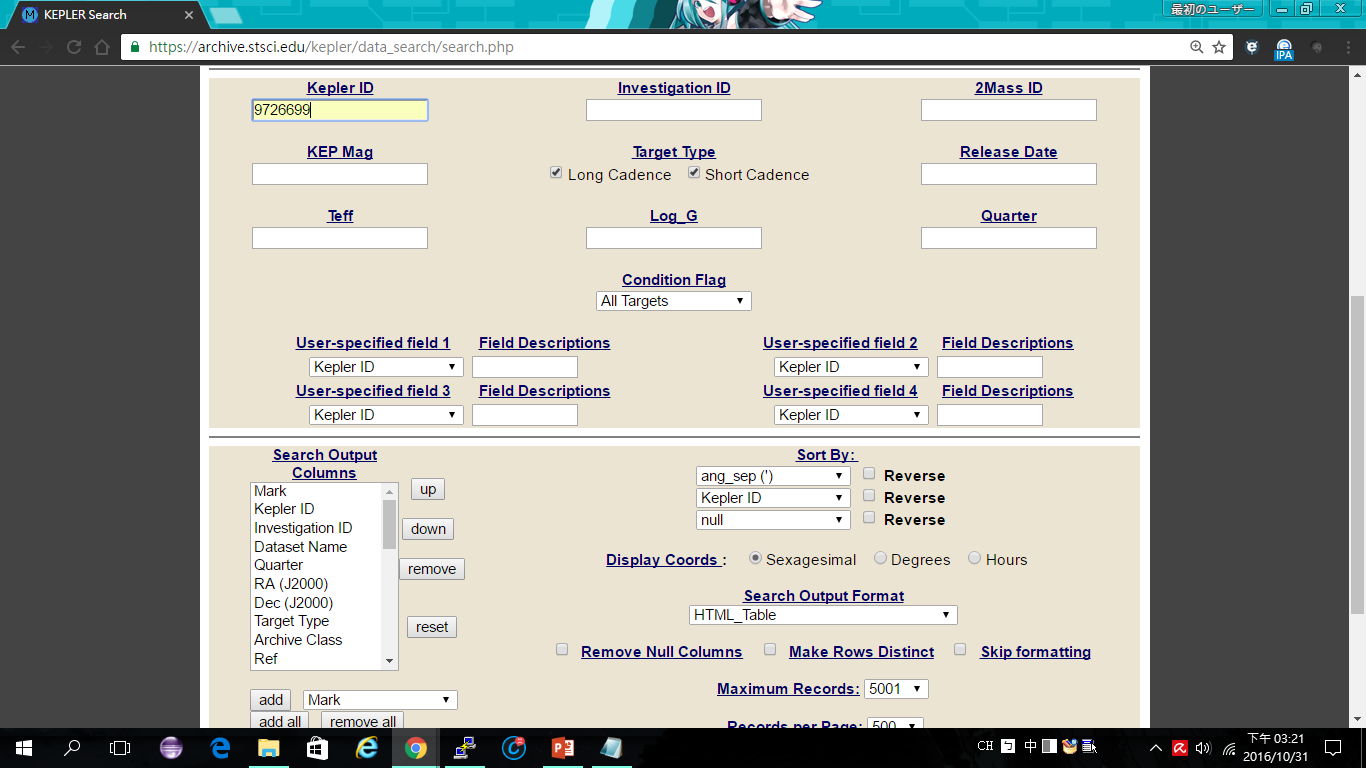 KEPLER Search
最初のユーザー
https://archive.stsci.edu/kepler/data_search/search.php
IPA
Kepler ID Investigation ID 2Mass ID
9726699
KEP Mag Target Type Release Date
Long Cadence Short Cadence
Teff Log_G Quarter
Condition Flag
All Targets
User-specified field 1 Field Descriptions User-specified field 2 Field Descriptions
Kepler ID Kepler ID
User-specified field 3 Field Descriptions User-specified field 4 Field Descriptions
Kepler ID Kepler ID
Search Output
Columns
Mark
Kepler ID
Investigation ID
Dataset Name
Quarter
RA (J2000)
Dec (J2000)
Target Type
Archive Class
Ref
up
down
remove
reset
add Mark
add all remove all
Sort By:
ang_sep (') Reverse
Kepler ID Reverse
null Reverse
Display Coords : Sexagesimal Degrees Hours
Search Output Format
HTML_Table
Remove Null Columns Make Rows Distinct Skip formatting
Maximum Records: 5001
Records per Page: 500
CH 中
下午 03:21
2016/10/31